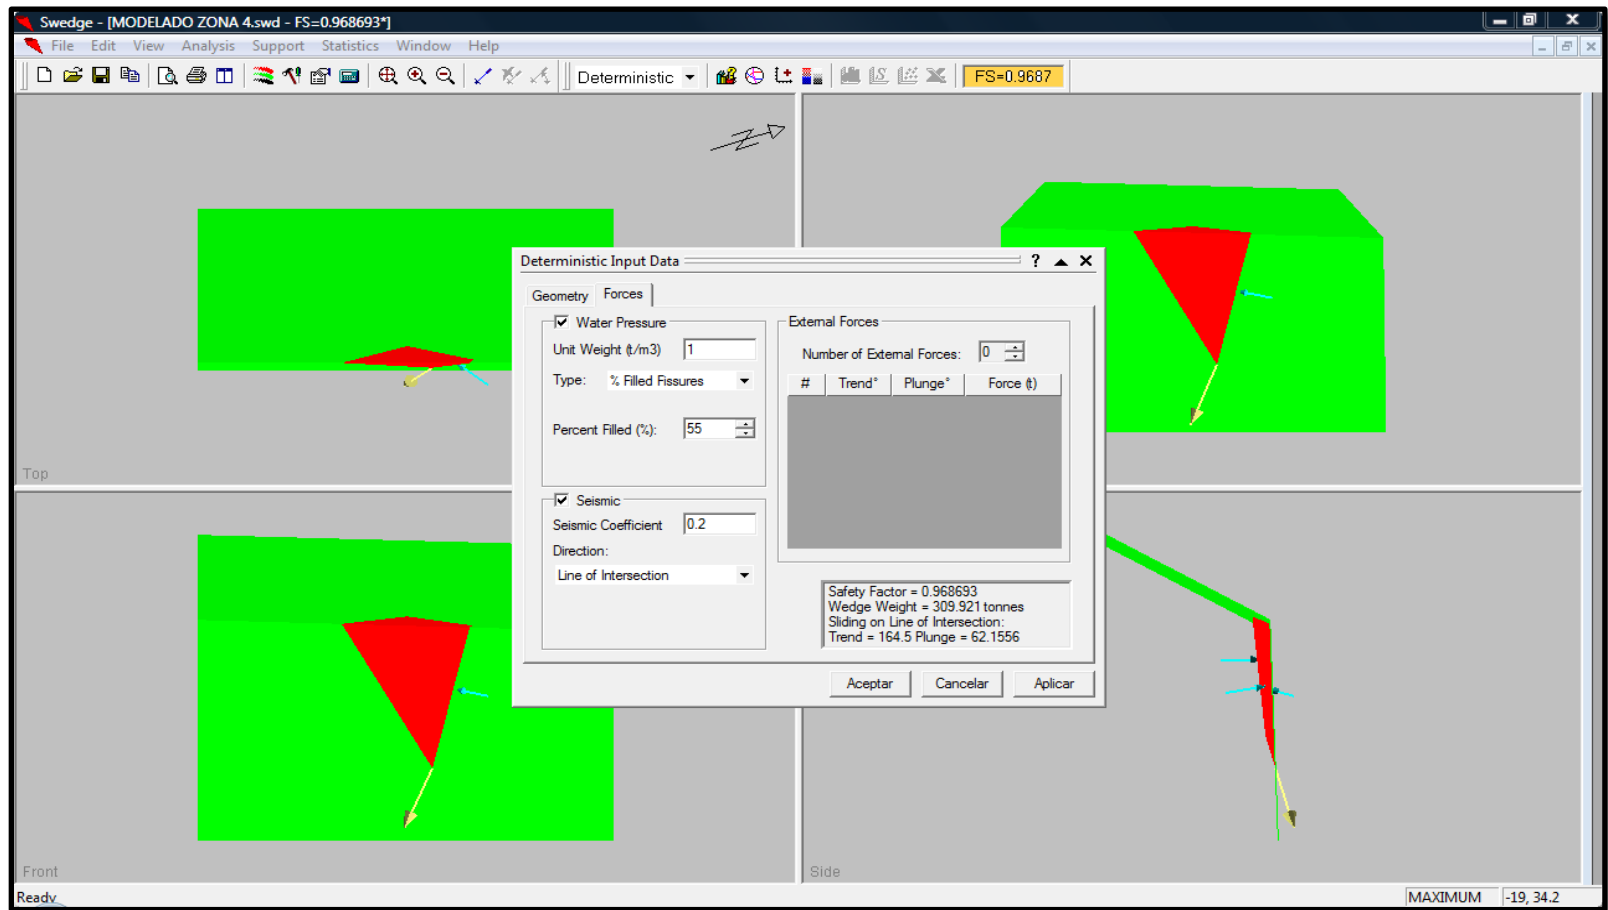 Swedge - [MODELADO ZONA 4.swd - FS=0.968693*]
File Edit View Analysis Support Statistics Window Help
Deterministic FS=0.9687
Top
Deterministic Input Data ?
Geometry Forces
Water Pressure
Unit Weight (t/m3) 1
Type: % Filled Fissures
Percent Filled (%): 55
Seismic
Seismic Coefficient 0.2
Direction:
Line of Intersection
External Forces
Number of External Forces: 0
# Trend° Plunge° Force (t)
Safety Factor = 0.968693
Wedge Weight = 309.921 tonnes
Sliding on Line of Intersection:
Trend = 164.5 Plunge = 62.1556
Aceptar Cancelar Aplicar
Front
Side
Ready
MAXIMUM -19, 34.2